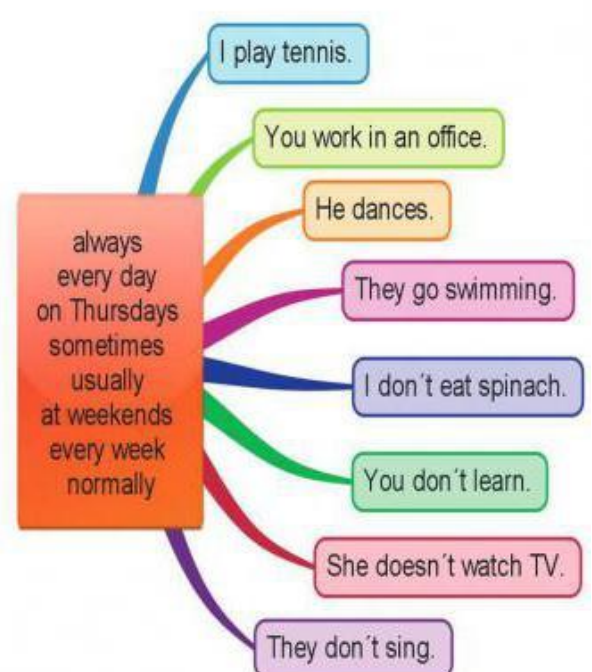 I play tennis.
You work in an office.
He dances.
always
every day
on Thursdays
sometimes
usually
at weekends
every week
normally
They go swimming.
I don´t eat spinach.
You don´t learn.
She doesn´t watch TV.
They don´t sing.